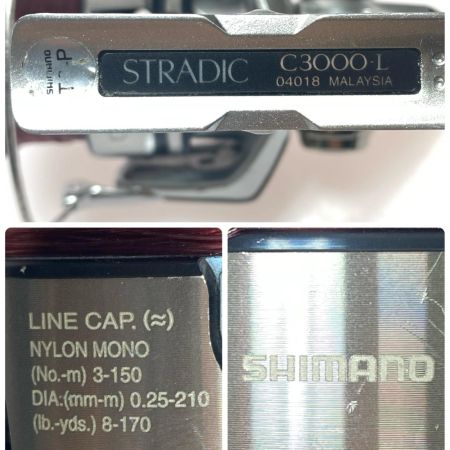 SHIMANO
STRADIC C3000-L
04018 MALAYSIA
LINE CAP. (≈)
NYLON MONO
(No.-m) 3-150
DIA:(mm-m) 0.25-210
(lb.-yds.) 8-170
SHIMANO